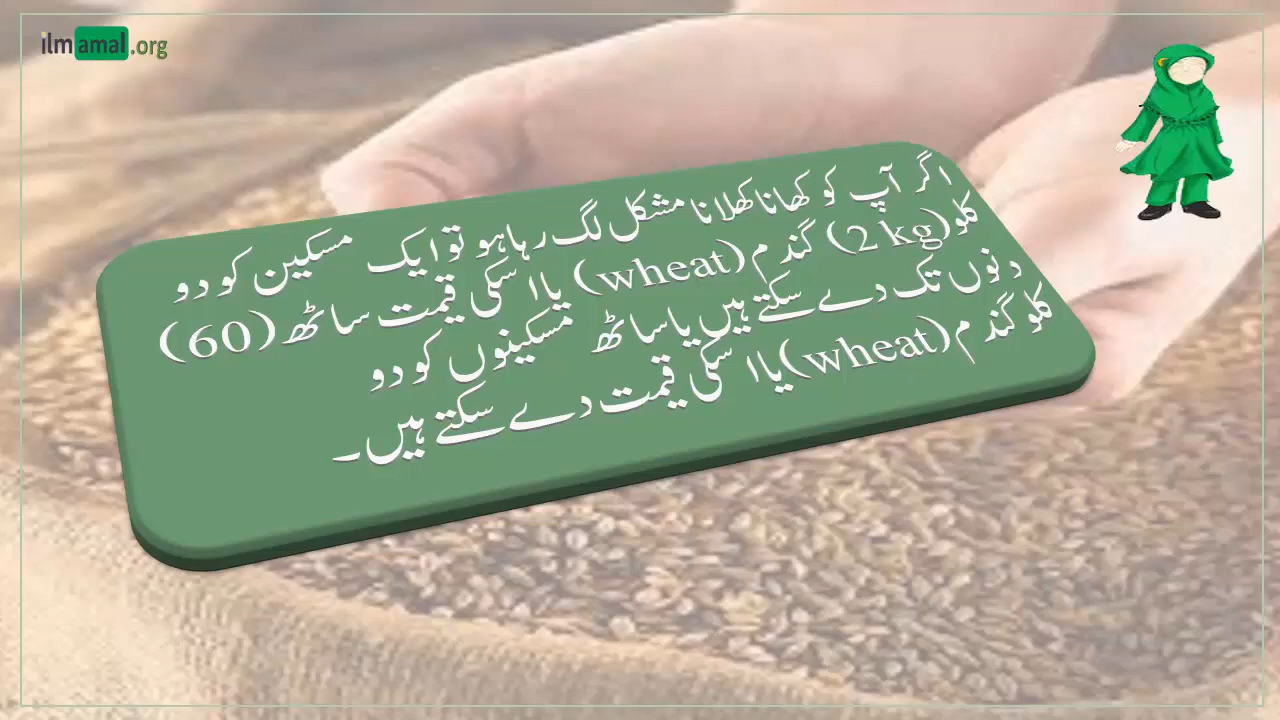 ilmamal.org
اگر آپ کو کھانا کھلانا مشکل لگ رہا ہو تو ایک مسکین کو دو
کلو (2 kg) گندم (wheat) یا اسکی قیمت ساٹھ (60)
دنوں تک دے سکتے ہیں یا ساٹھ مسکینوں کو دو
کلو گندم (wheat) یا اسکی قیمت دے سکتے ہیں۔